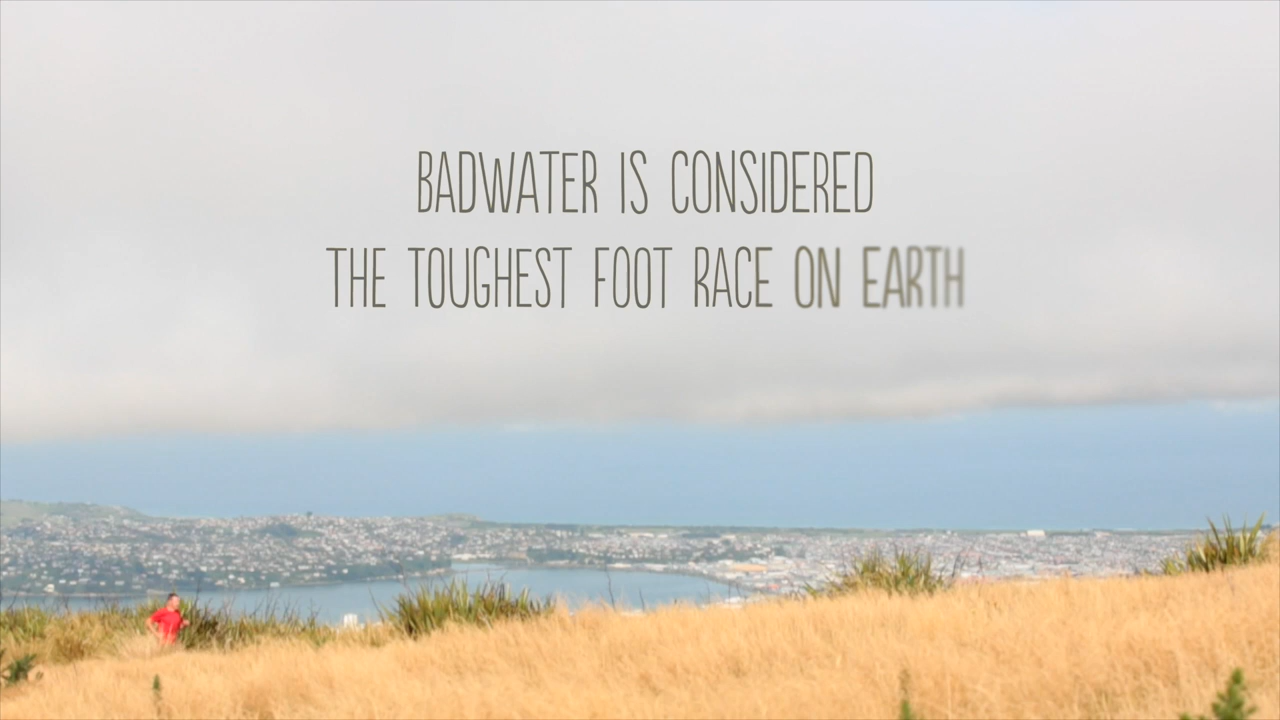 BADWATER IS CONSIDERED
THE TOUGHEST FOOT RACE ON EARTH